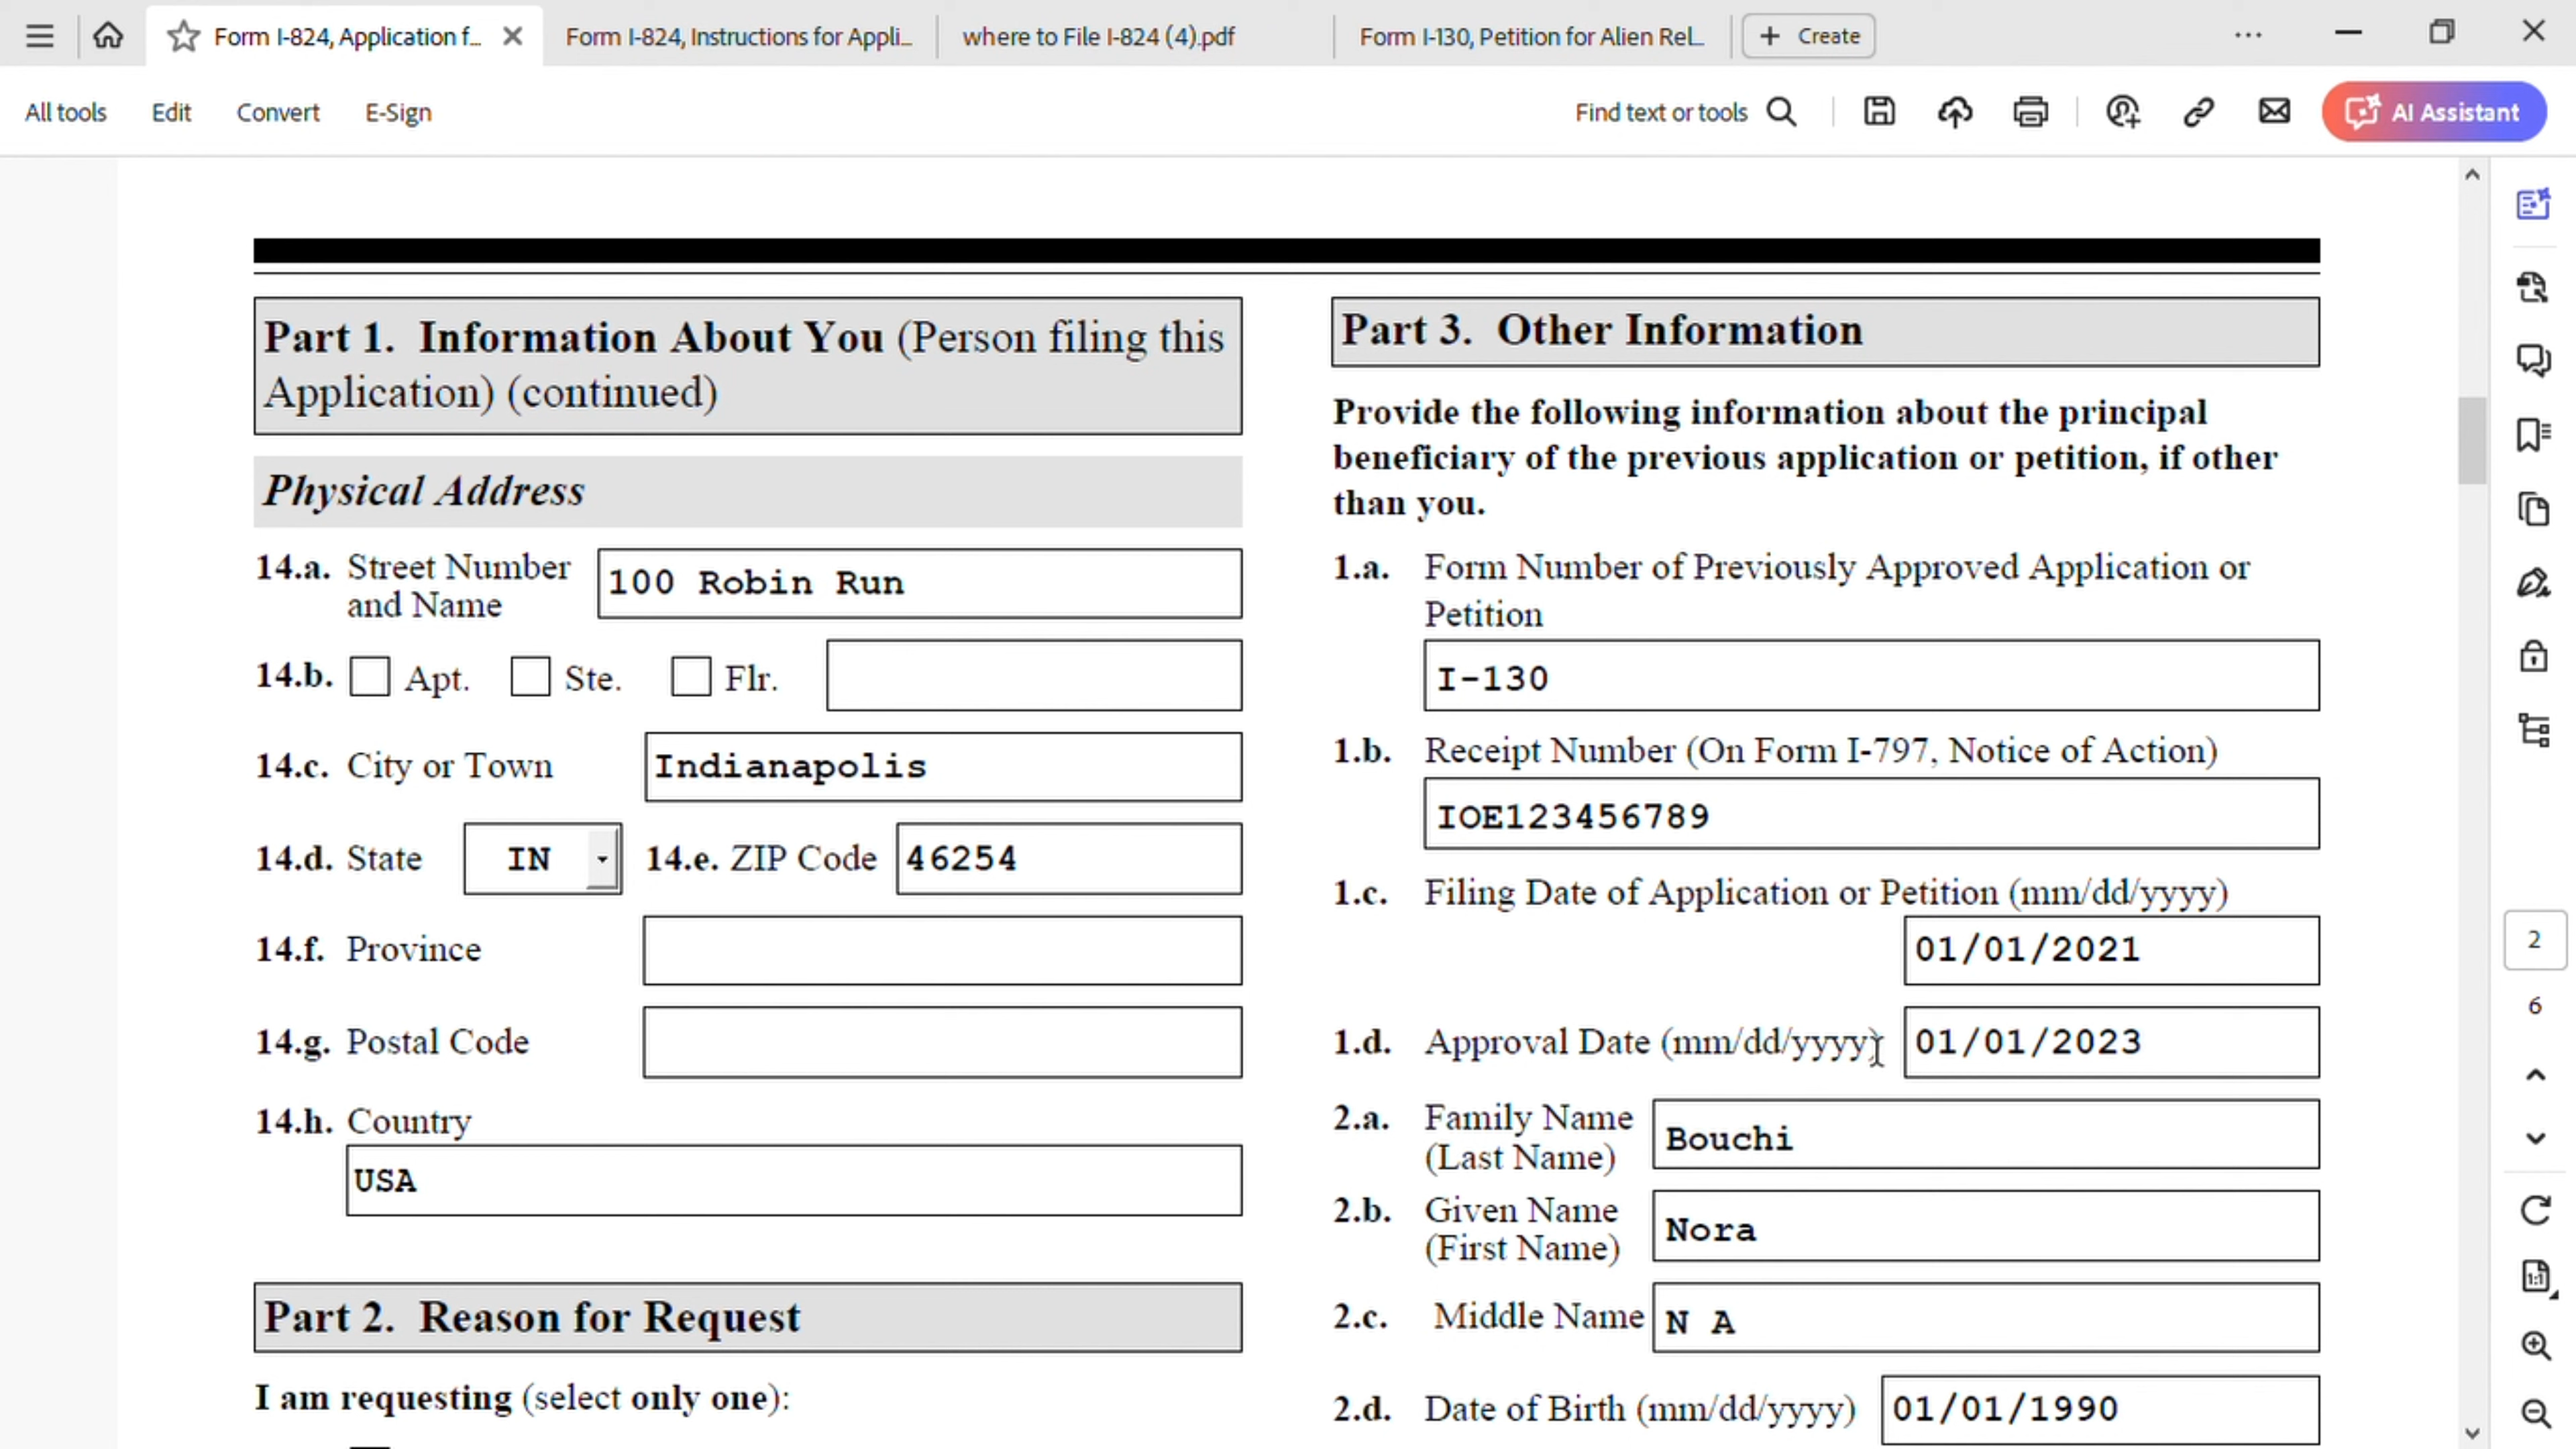 Form I-824, Application f...
Form I-824, Instructions for Appli...
where to File I-824 (4).pdf
Form I-130, Petition for Alien Rel...
+ Create
All tools
Edit
Convert
E-Sign
Find text or tools
AI Assistant
Part 1. Information About You (Person filing this
Application) (continued)
Physical Address
14.a. Street Number
and Name
100 Robin Run
14.b. Apt. Ste. Flr.
14.c. City or Town
Indianapolis
14.d. State
IN
14.e. ZIP Code
46254
14.f. Province
14.g. Postal Code
14.h. Country
USA
Part 2. Reason for Request
I am requesting (select only one):
Part 3. Other Information
Provide the following information about the principal
beneficiary of the previous application or petition, if other
than you.
1.a. Form Number of Previously Approved Application or
Petition
I-130
1.b. Receipt Number (On Form I-797, Notice of Action)
IOE123456789
1.c. Filing Date of Application or Petition (mm/dd/yyyy)
01/01/2021
1.d. Approval Date (mm/dd/yyyy)
01/01/2023
2.a. Family Name
(Last Name)
Bouchi
2.b. Given Name
(First Name)
Nora
2.c. Middle Name
N A
2.d. Date of Birth (mm/dd/yyyy)
01/01/1990
2
6
1:1